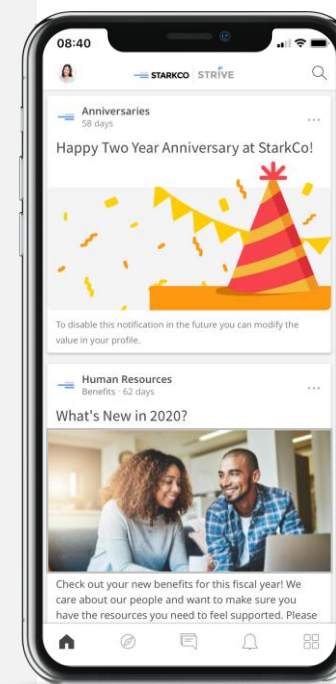 08:40
STARKCO STRIVE
Anniversaries
58 days
Happy Two Year Anniversary at StarkCo!
To disable this notification in the future you can modify the
value in your profile.
Human Resources
Benefits · 62 days
What's New in 2020?
Check out your new benefits for this fiscal year! We
care about our people and want to make sure you
have the resources you need to feel supported. Please